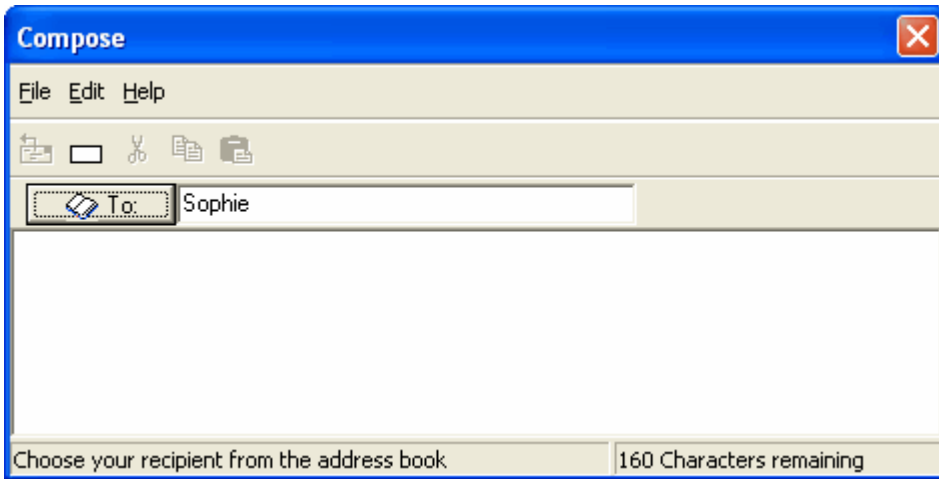 Compose
File Edit Help
To: Sophie
Choose your recipient from the address book 160 Characters remaining